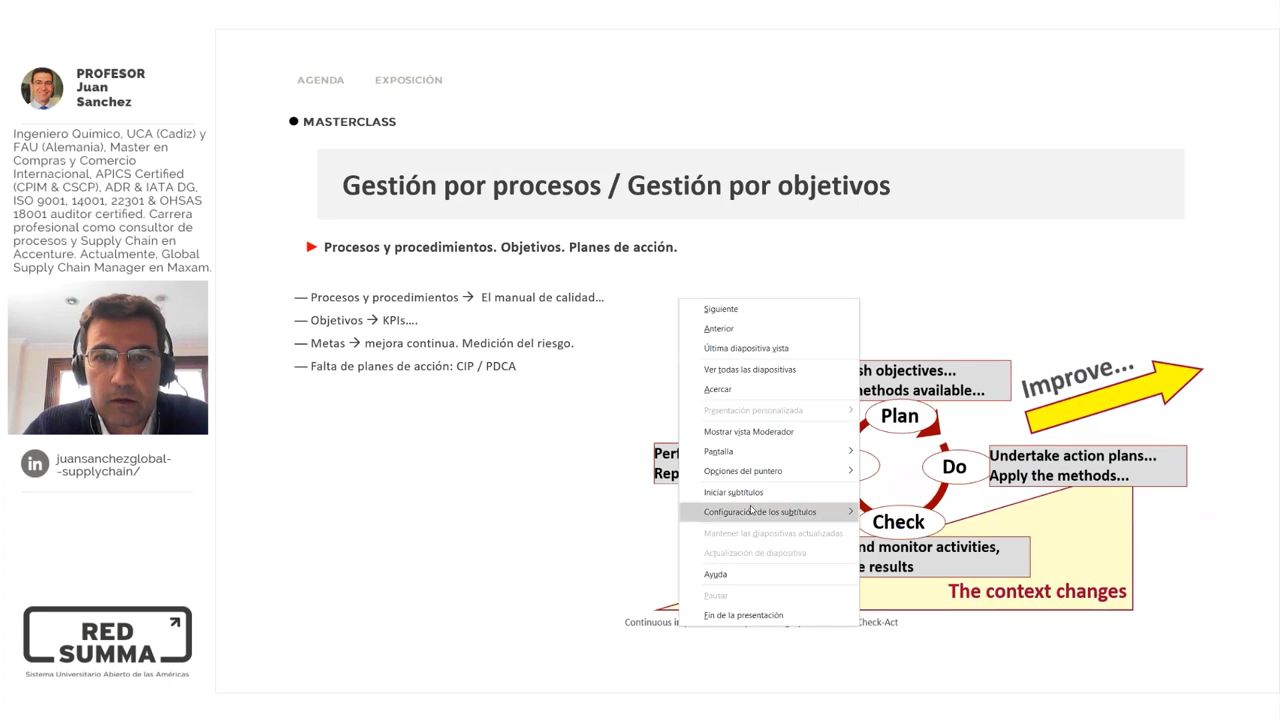 PROFESOR
Juan
Sanchez
Ingeniero Químico, UCA (Cadiz) y
FAU (Alemania), Master en
Compras y Comercio
Internacional, APICS Certified
(CPIM & CSCP), ADR & IATA DG,
ISO 9001, 14001, 22301 & OHSAS
18001 auditor certified. Carrera
profesional como consultor de
procesos y Supply Chain en
Accenture. Actualmente, Global
Supply Chain Manager en Maxam.
in
juansanchezglobal-
-supplychain/
RED
SUMMA
Sistema Universitario Abierto de las Américas
AGENDA EXPOSICIÓN
MASTERCLASS
Gestión por procesos / Gestión por objetivos
Procesos y procedimientos. Objetivos. Planes de acción.
— Procesos y procedimientos → El manual de calidad...
— Objetivos → KPIs....
— Metas → mejora continua. Medición del riesgo.
— Falta de planes de acción: CIP / PDCA
Siguiente
Anterior
Última diapositiva vista
Ver todas las diapositivas
Acercar
Presentación personalizada
Mostrar vista Moderador
Pantalla
Opciones del puntero
Iniciar subtítulos
Configuración de los subtítulos
Mantener las diapositivas actualizadas
Actualización de diapositiva
Ayuda
Pausar
Fin de la presentación
sh objectives...
methods available...
Improve...
Plan
Do
Undertake action plans...
Apply the methods...
Check
nd monitor activities,
e results
The context changes
Continuous
Check-Act